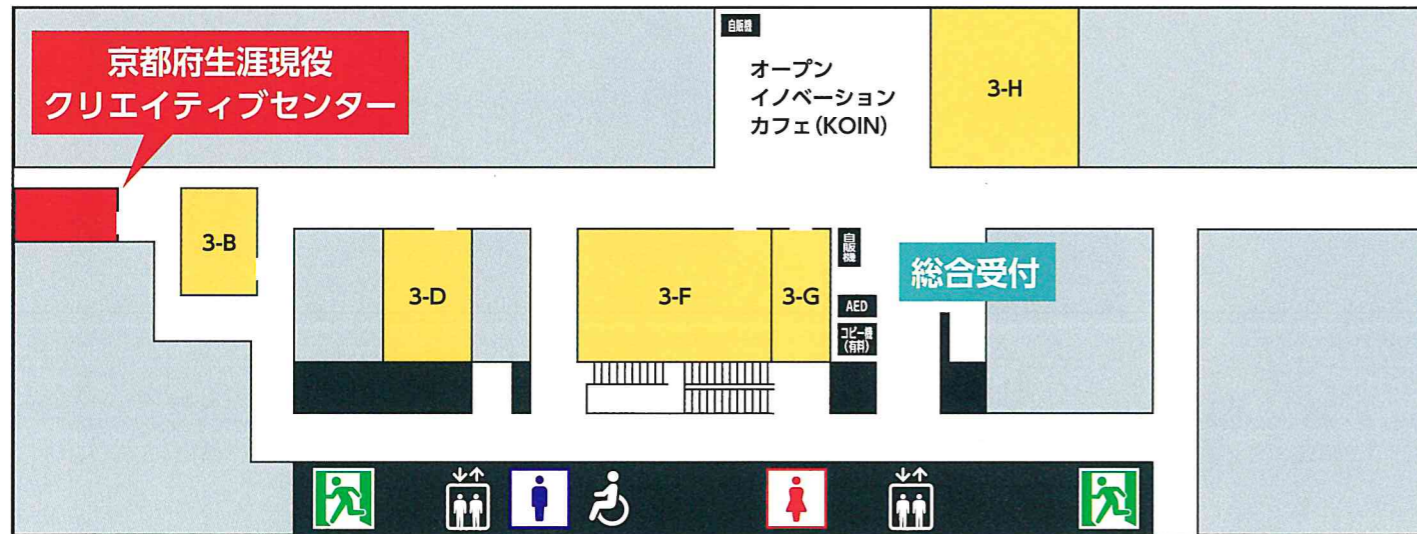 京都府生涯現役
クリエイティブセンター
自販機
オープン
イノベーション
カフェ(KOIN)
3-H
3-B
3-D
3-F
3-G
自販機
総合受付
AED
コピー機
(有料)